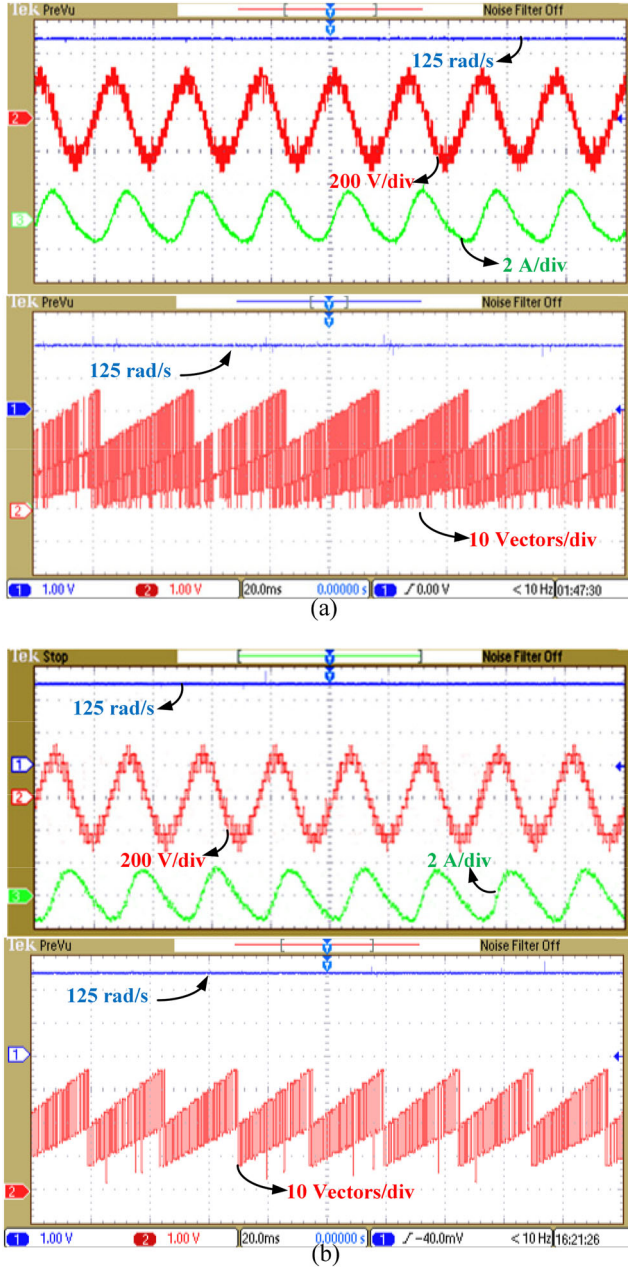 Tek PreVu Noise Filter Off
125 rad/s
2
200 V/div
3
2 A/div
Tek PreVu Noise Filter Off
125 rad/s
1
2
10 Vectors/div
1 1.00 V 2 1.00 V 20.0ms 0.00000 s 1 0.00 V < 10 Hz 01:47:30
(a)
Tek Stop Noise Filter Off
125 rad/s
1
2
200 V/div
2 A/div
3
Tek PreVu Noise Filter Off
125 rad/s
1
2
10 Vectors/div
1 1.00 V 2 1.00 V 20.0ms 0.00000 s 1 -40.0mV < 10 Hz 16:21:26
(b)